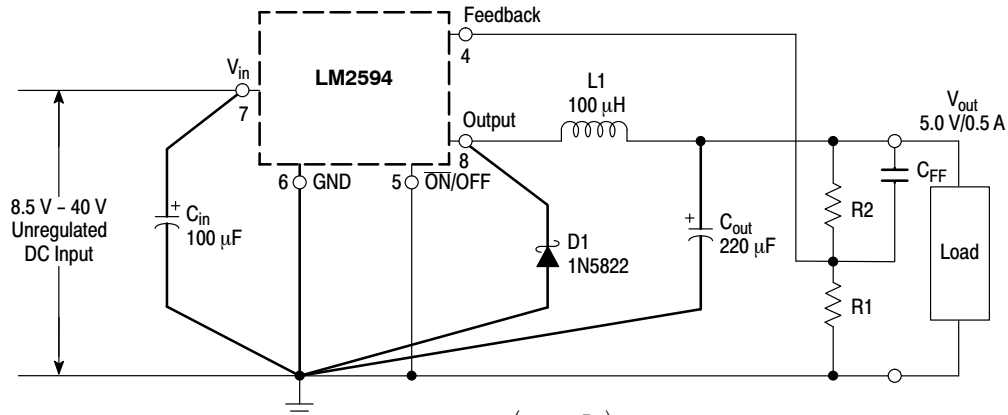 Feedback
4
V_in
LM2594
7
L1
100 μH
Output
8
V_out
5.0 V/0.5 A
6 GND
5 ON/OFF
C_FF
8.5 V – 40 V
Unregulated
DC Input
+
C_in
100 μF
D1
1N5822
+
C_out
220 μF
R2
Load
R1